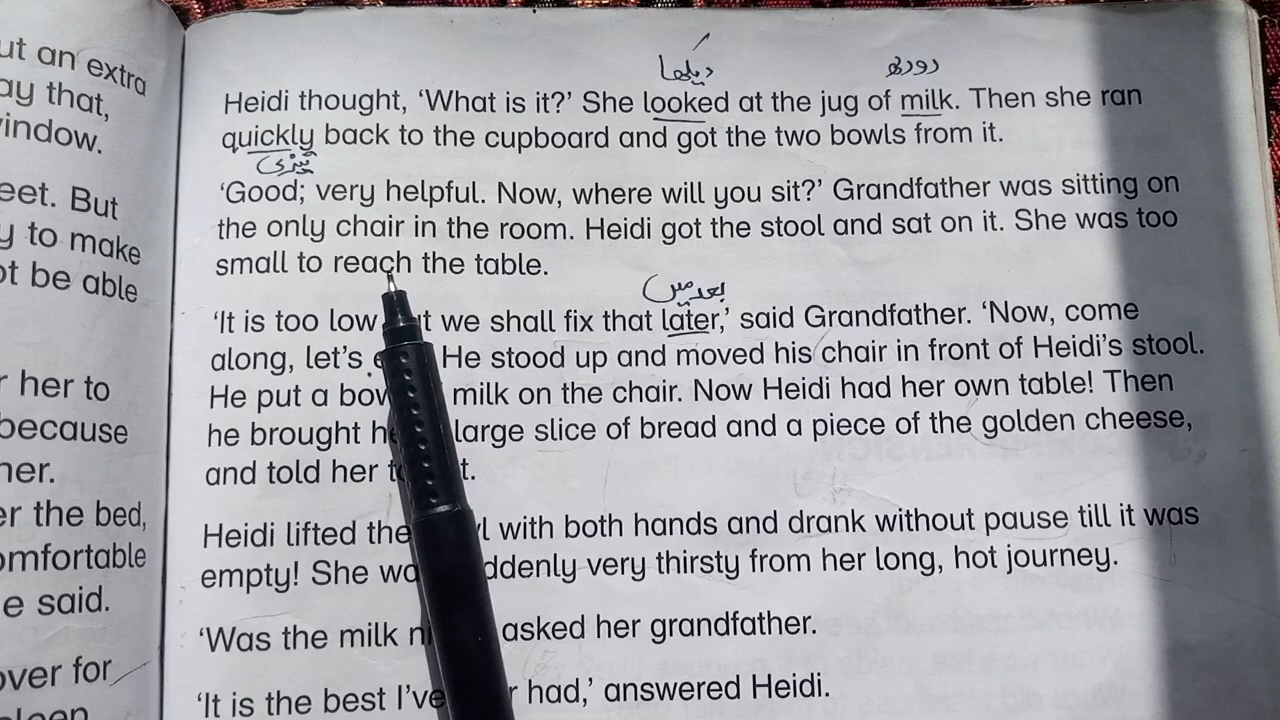 ut an extra
ay that,
indow.
eet. But
y to make
ot be able
r her to
because
her.
er the bed,
omfortable
e said.
over for
دیکھا
دودھ
Heidi thought, ‘What is it?’ She looked at the jug of milk. Then she ran
quickly back to the cupboard and got the two bowls from it.
تیزی
‘Good; very helpful. Now, where will you sit?’ Grandfather was sitting on
the only chair in the room. Heidi got the stool and sat on it. She was too
small to reach the table.
بعد میں
‘It is too low ut we shall fix that later,’ said Grandfather. ‘Now, come
along, let’s He stood up and moved his chair in front of Heidi’s stool.
He put a bow milk on the chair. Now Heidi had her own table! Then
he brought h large slice of bread and a piece of the golden cheese,
and told her t t.
Heidi lifted the l with both hands and drank without pause till it was
empty! She wa ddenly very thirsty from her long, hot journey.
‘Was the milk ni asked her grandfather.
‘It is the best I’ve r had,’ answered Heidi.